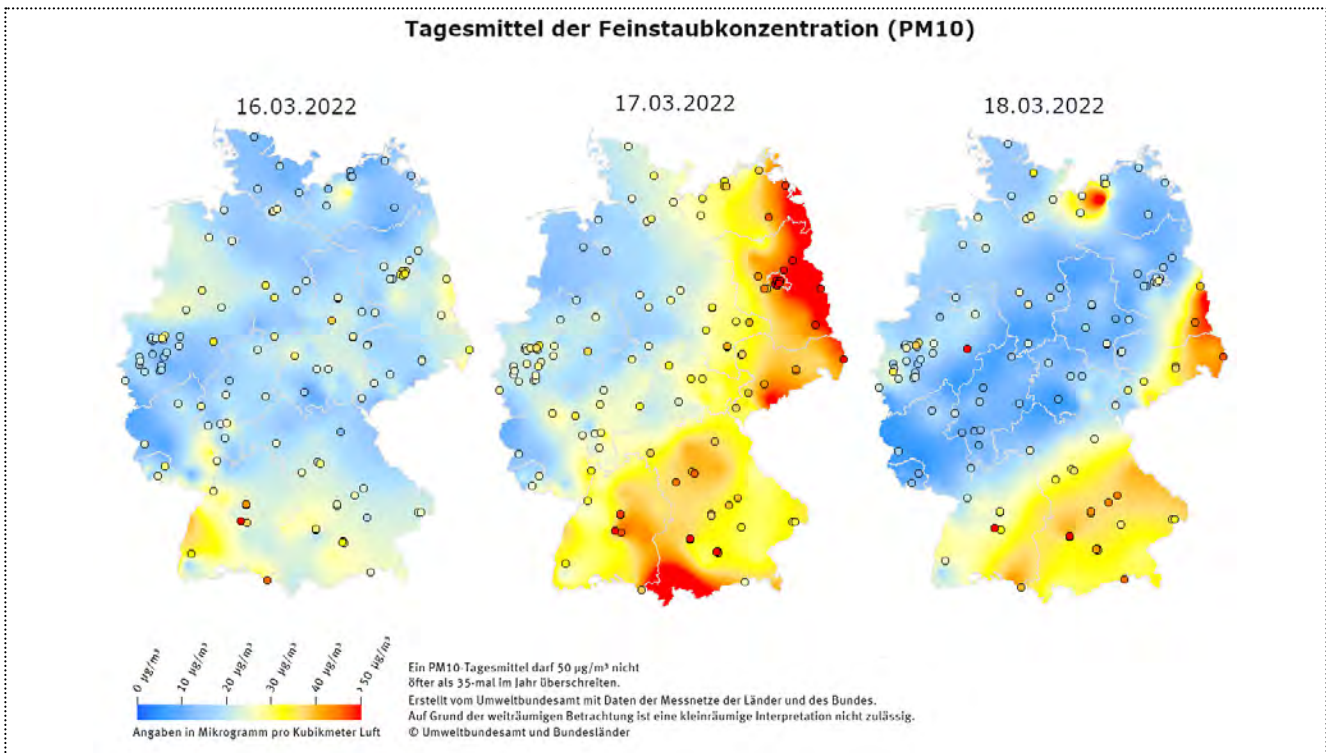 Tagesmittel der Feinstaubkonzentration (PM10)
16.03.2022
17.03.2022
18.03.2022
0 µg/m³
10 µg/m³
20 µg/m³
30 µg/m³
40 µg/m³
> 50 µg/m³
Angaben in Mikrogramm pro Kubikmeter Luft
Ein PM10-Tagesmittel darf 50 µg/m³ nicht
öfter als 35-mal im Jahr überschreiten.
Erstellt vom Umweltbundesamt mit Daten der Messnetze der Länder und des Bundes.
Auf Grund der weiträumigen Betrachtung ist eine kleinräumige Interpretation nicht zulässig.
© Umweltbundesamt und Bundesländer